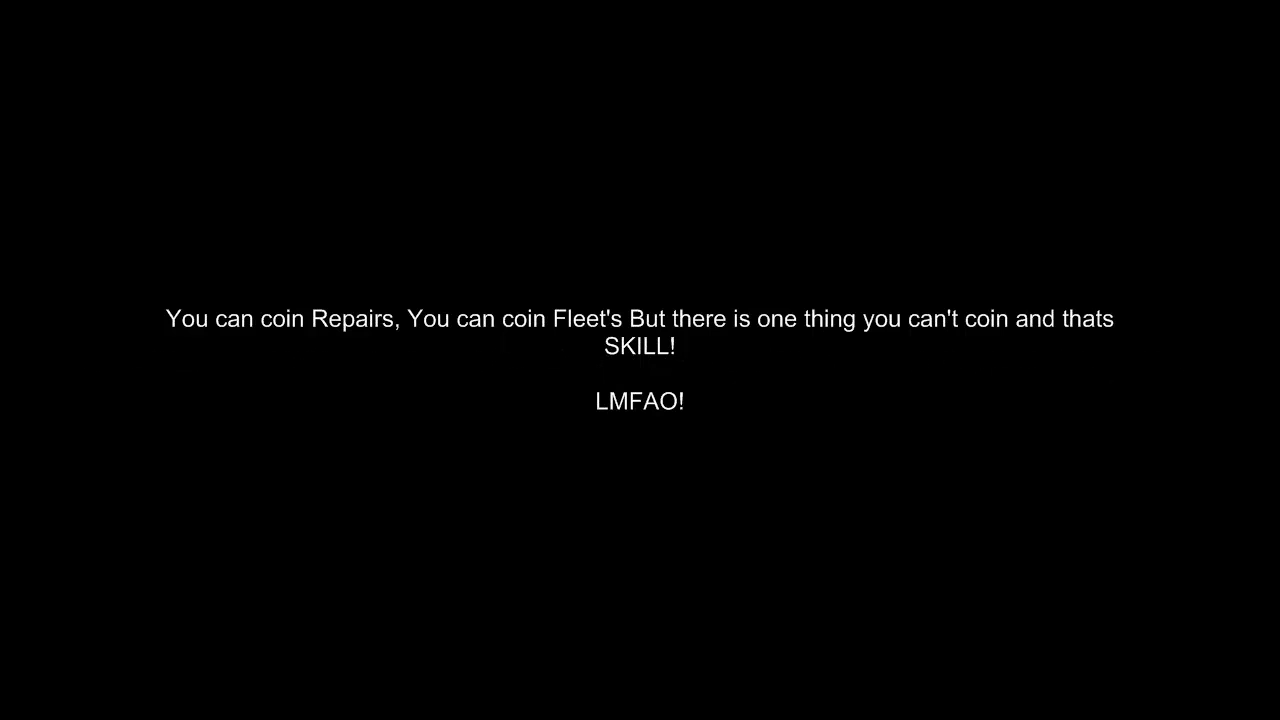 You can coin Repairs, You can coin Fleet's But there is one thing you can't coin and thats
SKILL!
LMFAO!